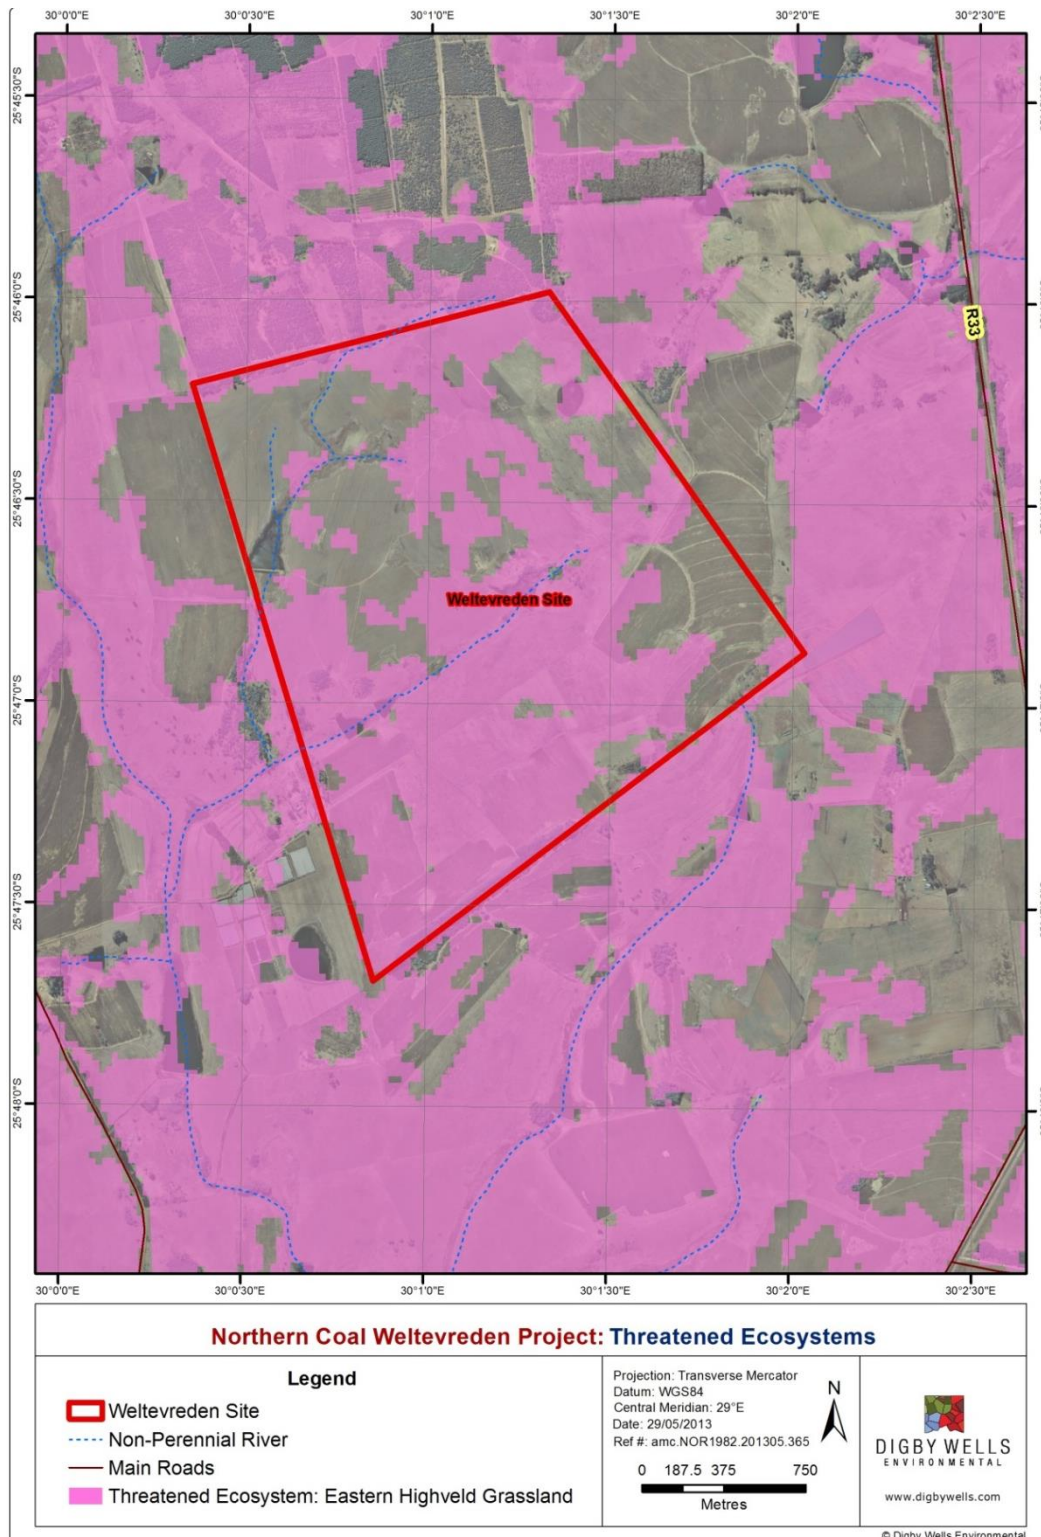 30°0'0"E 30°0'30"E 30°1'0"E 30°1'30"E 30°2'0"E 30°2'30"E
25°45'30"S
25°46'0"S
R33
25°46'30"S
Weltevreden Site
25°47'0"S
25°47'30"S
25°48'0"S
30°0'0"E 30°0'30"E 30°1'0"E 30°1'30"E 30°2'0"E 30°2'30"E
Northern Coal Weltevreden Project: Threatened Ecosystems
Legend
Weltevreden Site
Non-Perennial River
Main Roads
Threatened Ecosystem: Eastern Highveld Grassland
Projection: Transverse Mercator
Datum: WGS84
Central Meridian: 29°E
Date: 29/05/2013
Ref #: amc.NOR1982.201305.365
N
0 187.5 375 750
Metres
DIGBY WELLS
ENVIRONMENTAL
www.digbywells.com
© Digby Wells Environmental